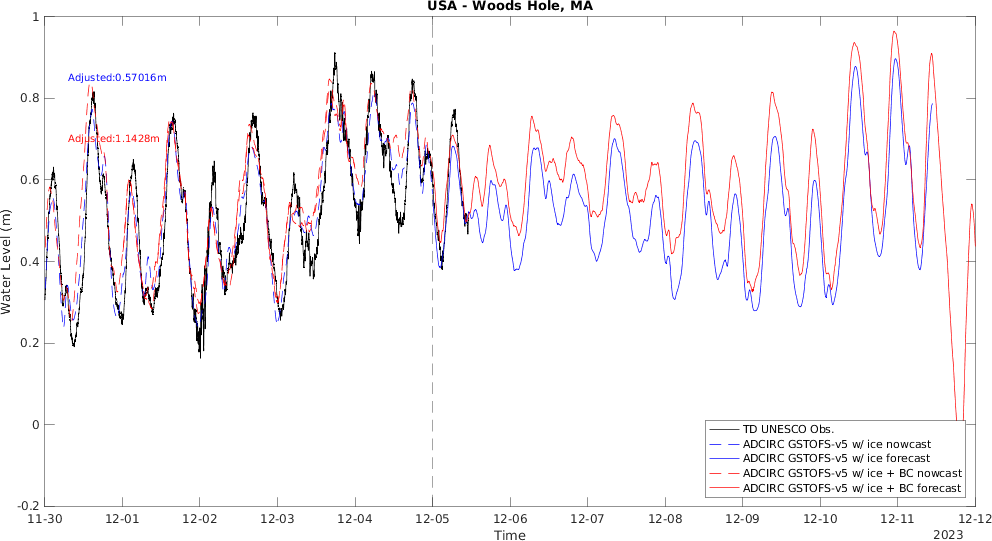 USA - Woods Hole, MA
1
0.8
0.6
0.4
0.2
0
-0.2
Water Level (m)
Adjusted:0.57016m
Adjusted:1.1428m
TD UNESCO Obs.
ADCIRC GSTOFS-v5 w/ ice nowcast
ADCIRC GSTOFS-v5 w/ ice forecast
ADCIRC GSTOFS-v5 w/ ice + BC nowcast
ADCIRC GSTOFS-v5 w/ ice + BC forecast
11-30 12-01 12-02 12-03 12-04 12-05 12-06 12-07 12-08 12-09 12-10 12-11 12-12
Time
2023